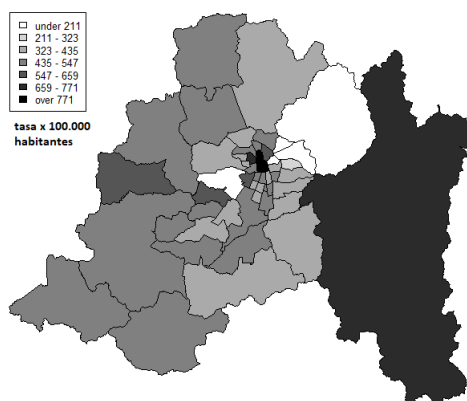 under 211
211 - 323
323 - 435
435 - 547
547 - 659
659 - 771
over 771
tasa x 100.000
habitantes